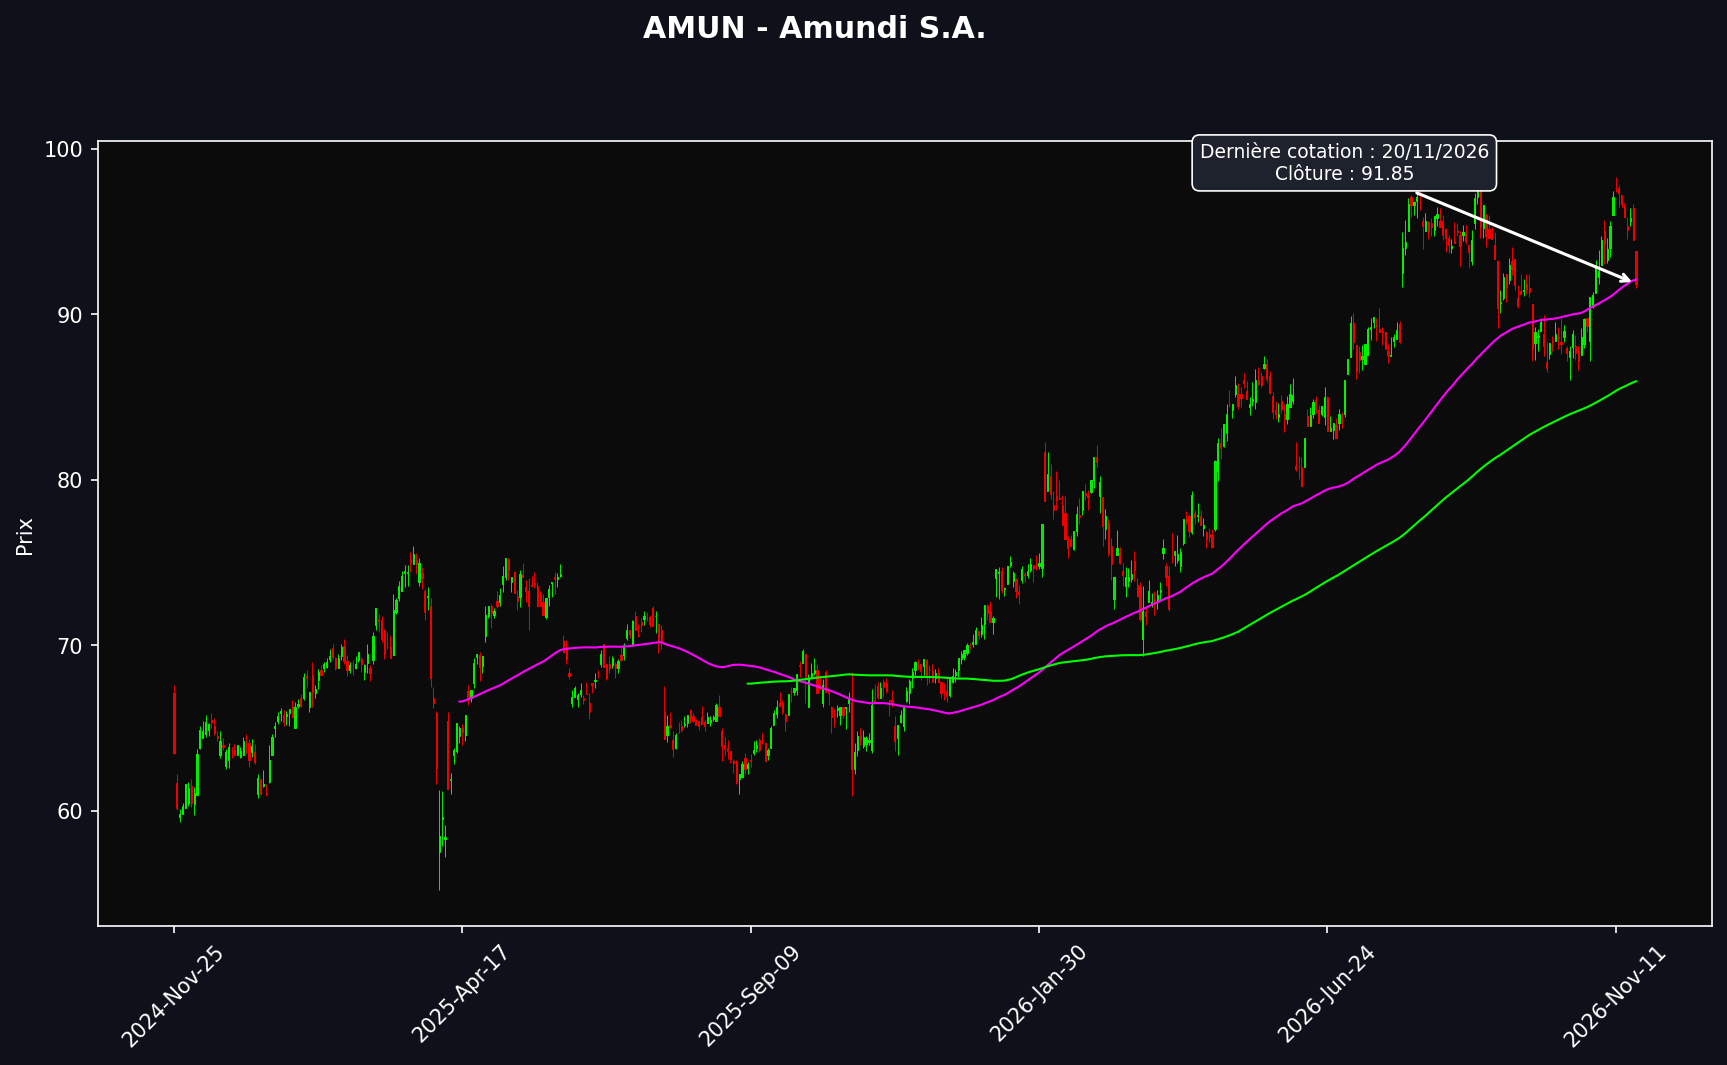 AMUN - Amundi S.A.
Dernière cotation : 20/11/2026
Clôture : 91.85
Prix
100
90
80
70
60
2024-Nov-25
2025-Apr-17
2025-Sep-09
2026-Jan-30
2026-Jun-24
2026-Nov-11